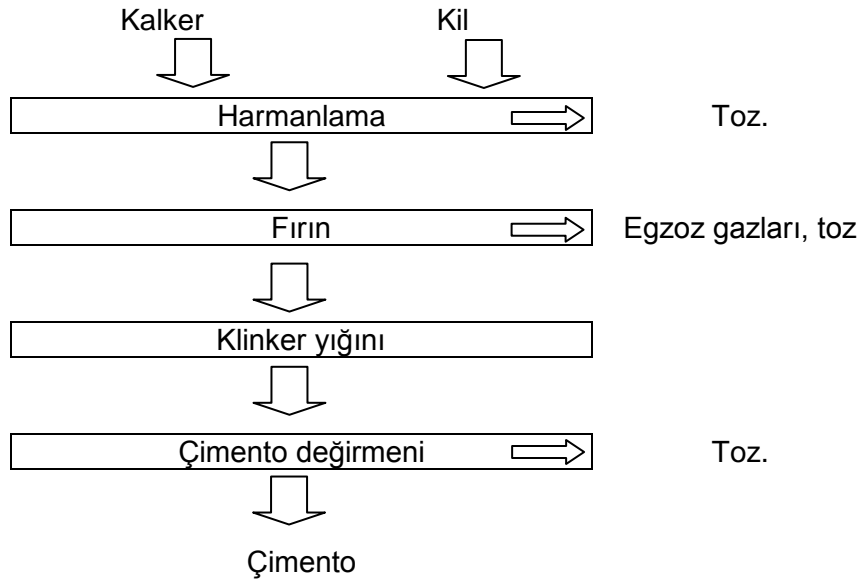 Kalker Kil
Harmanlama Toz.
Fırın Egzoz gazları, toz
Klinker yığını
Çimento değirmeni Toz.
Çimento